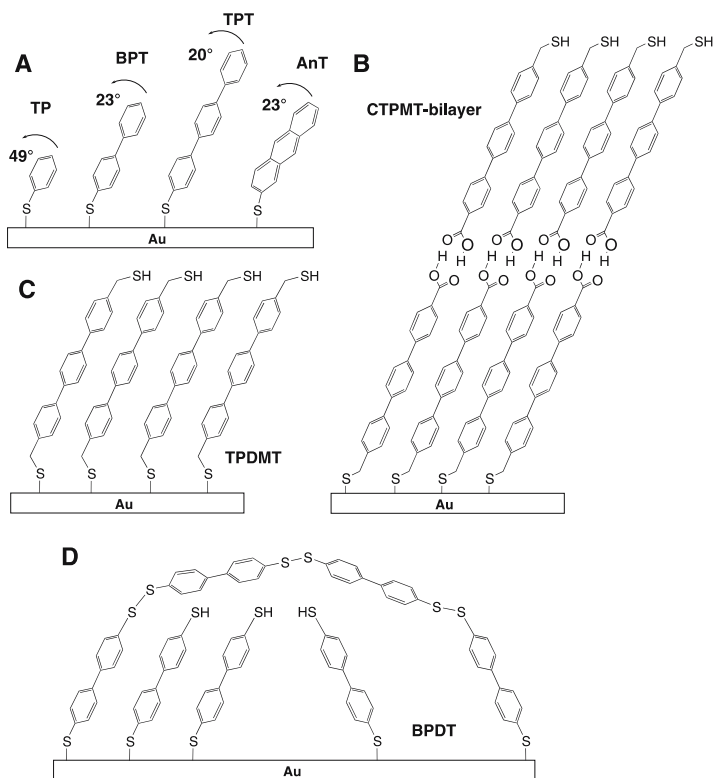 A
TP
49°
BPT
23°
TPT
20°
AnT
23°
S S S S
Au
B
CTPMT-bilayer
SH SH SH SH
O O O O
O O O O
H H H H
H H H H
O O O O
O O O O
S S S S
Au
C
SH SH SH SH
TPDMT
S S S S
Au
D
S S
S S S S
SH SH HS
BPDT
S S S S S
Au